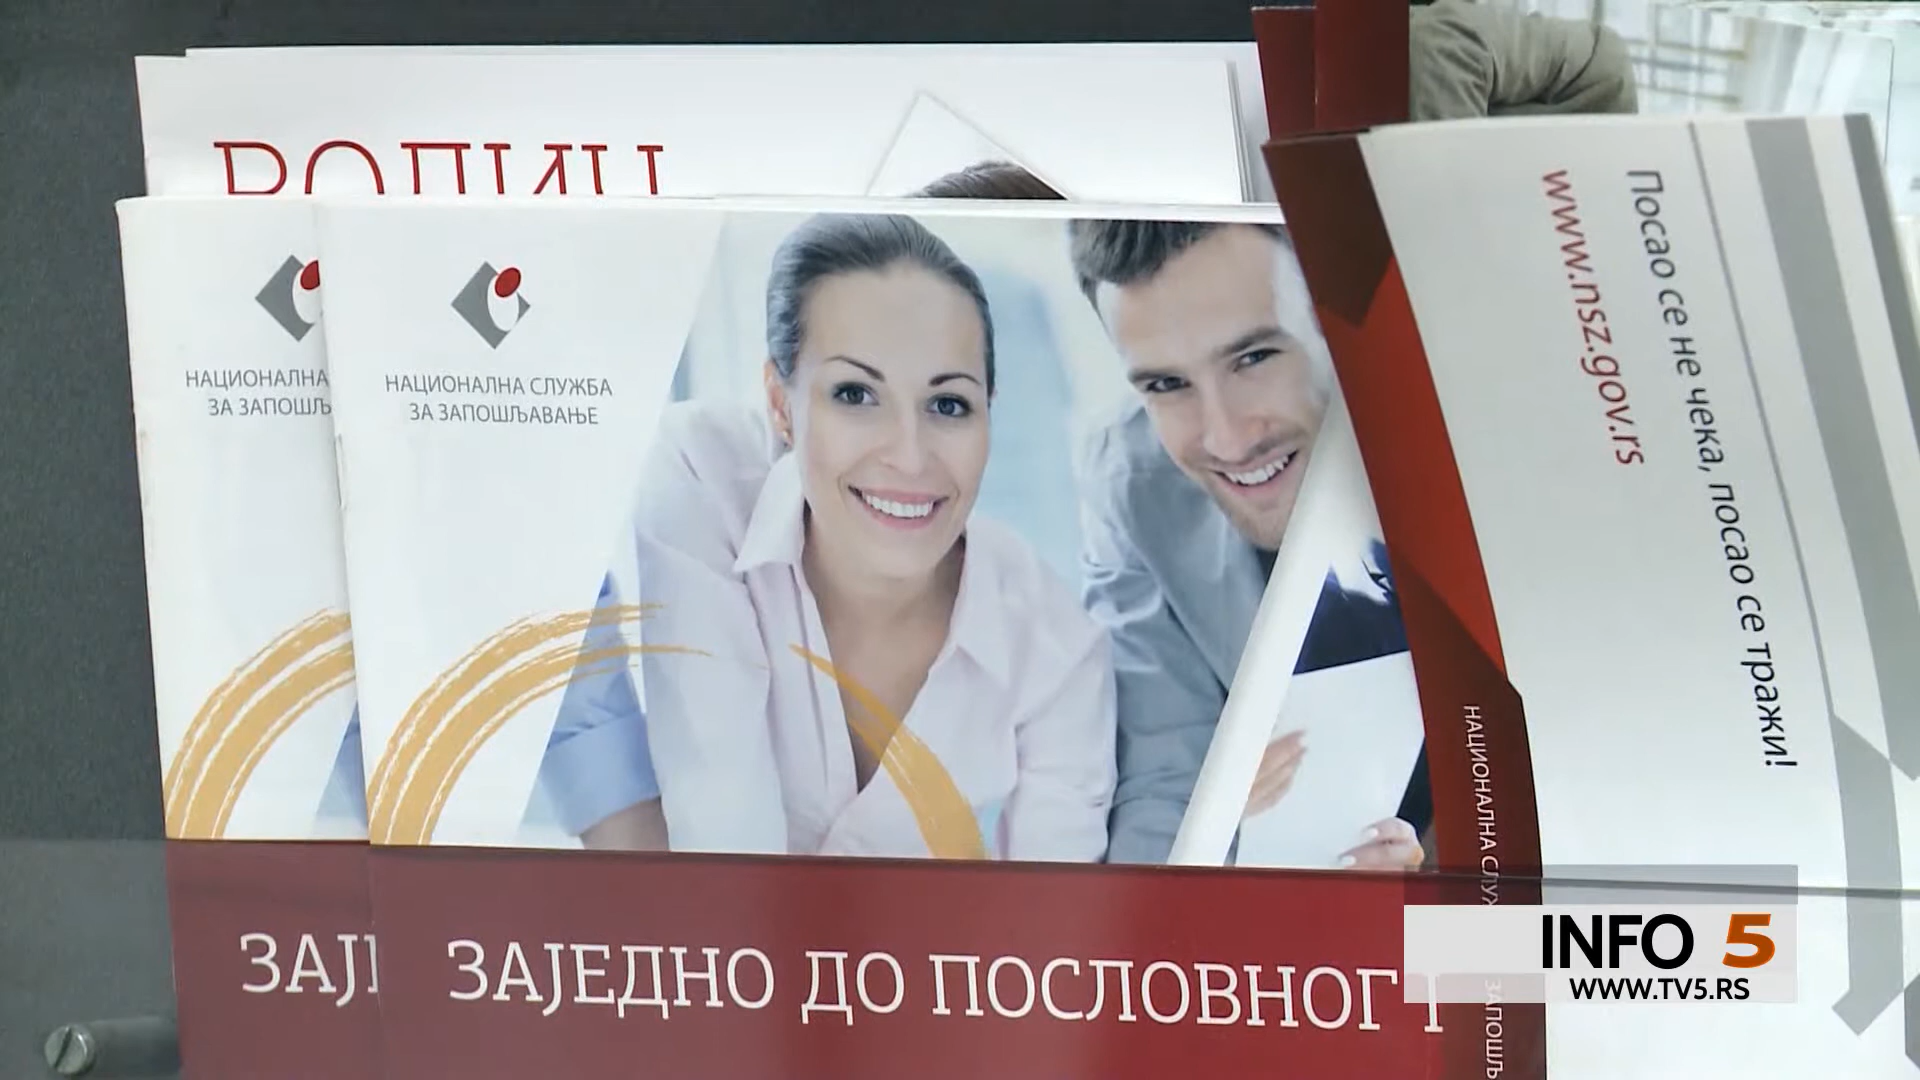 НАЦИОНАЛНА
ЗА
НАЦИОНАЛНА СЛУЖБА
ЗА ЗАПОШЉАВАЊЕ
ЗАЈЕДНО ДО ПОСЛОВНОГ
Посао се не чека, посао се тражи!
www.nsz.gov.rs
НАЦИОНАЛНА
INFO 5
WWW.TV5.RS